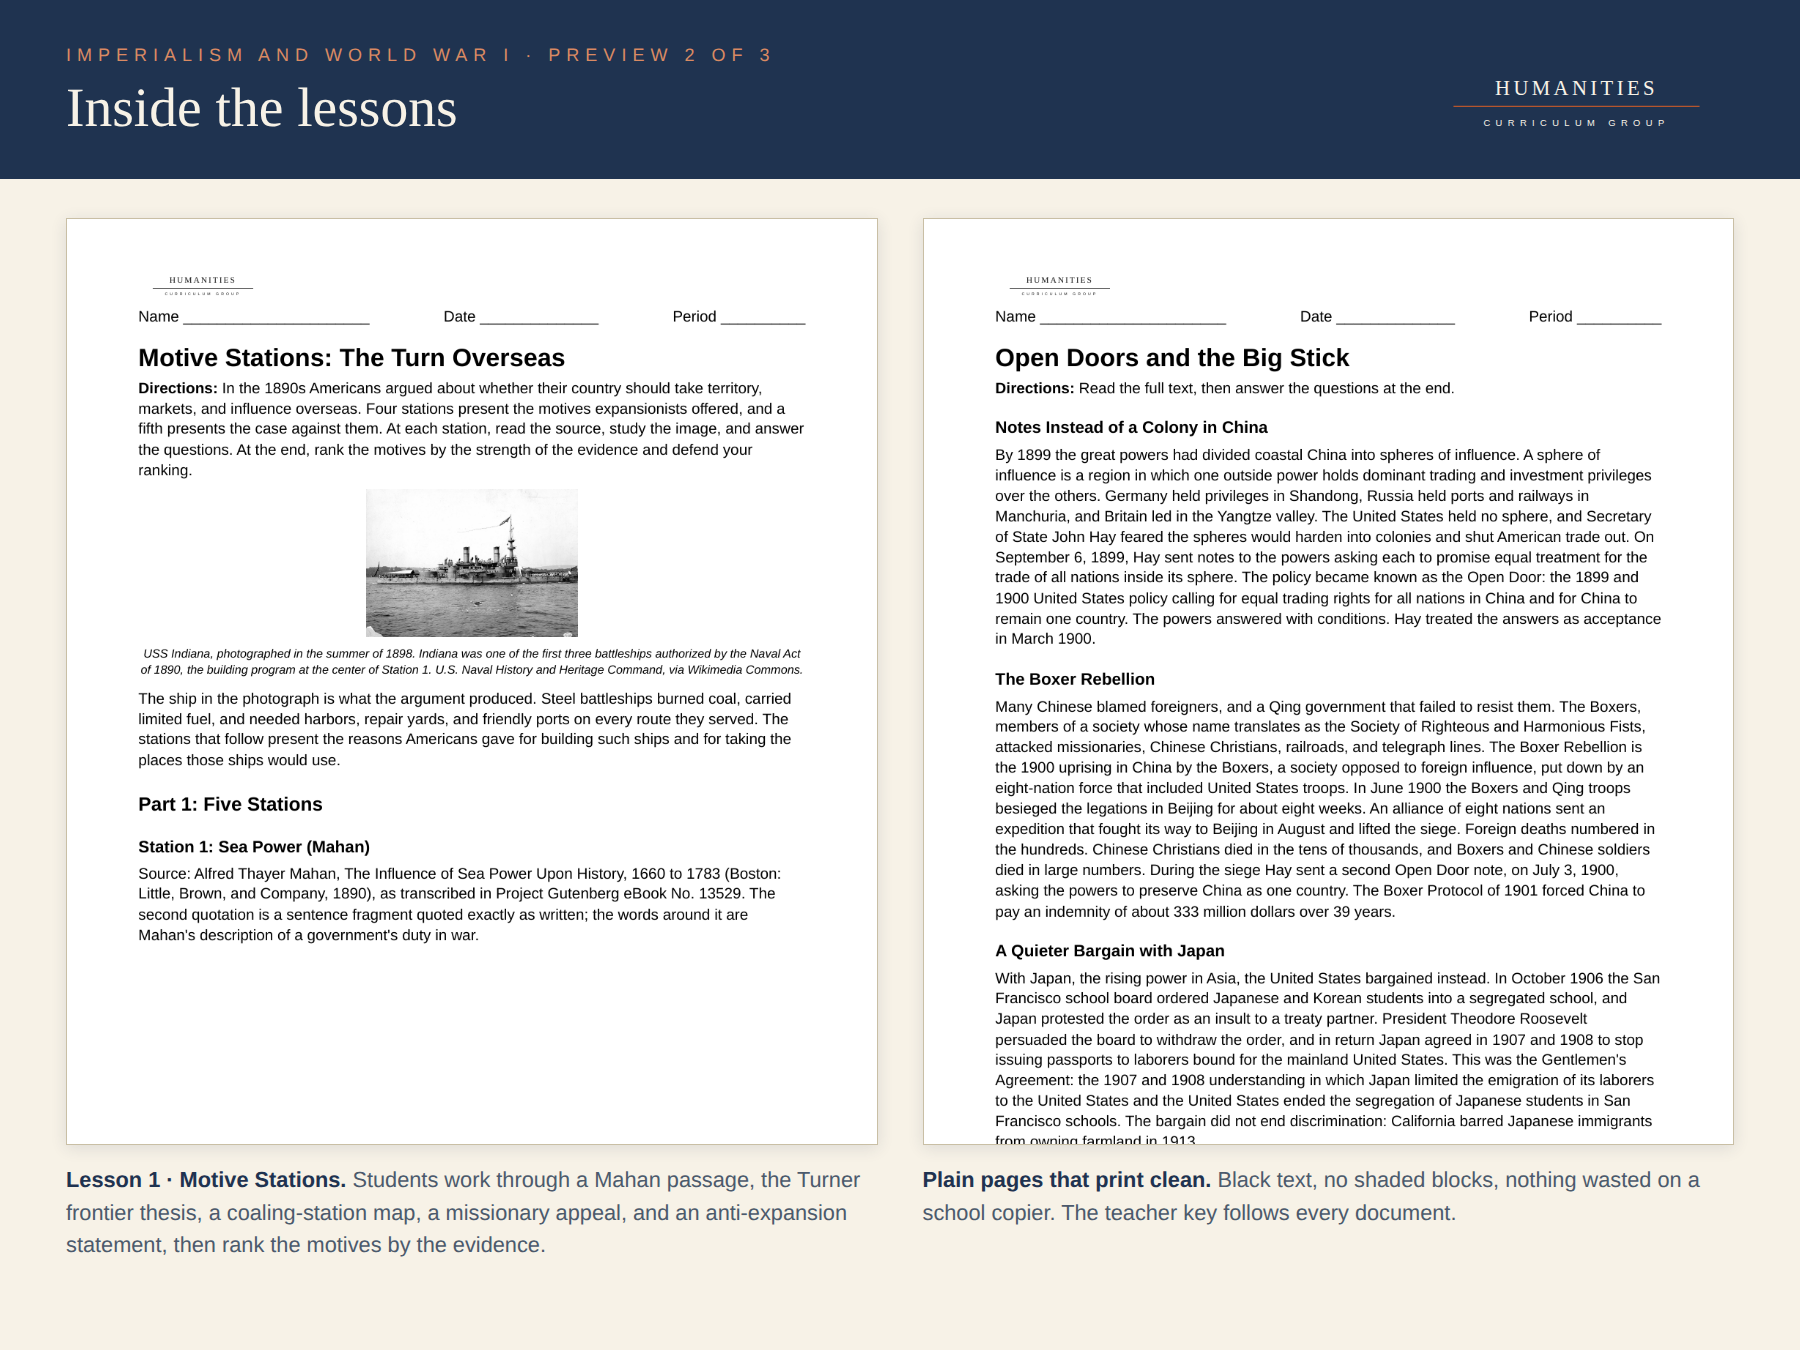 IMPERIALISM AND WORLD WAR I · PREVIEW 2 OF 3
Inside the lessons
HUMANITIES
CURRICULUM GROUP
HUMANITIES
CURRICULUM GROUP
Name ______________________ Date ______________ Period __________
Motive Stations: The Turn Overseas
Directions: In the 1890s Americans argued about whether their country should take territory,
markets, and influence overseas. Four stations present the motives expansionists offered, and a
fifth presents the case against them. At each station, read the source, study the image, and answer
the questions. At the end, rank the motives by the strength of the evidence and defend your
ranking.
USS Indiana, photographed in the summer of 1898. Indiana was one of the first three battleships authorized by the Naval Act
of 1890, the building program at the center of Station 1. U.S. Naval History and Heritage Command, via Wikimedia Commons.
The ship in the photograph is what the argument produced. Steel battleships burned coal, carried
limited fuel, and needed harbors, repair yards, and friendly ports on every route they served. The
stations that follow present the reasons Americans gave for building such ships and for taking the
places those ships would use.
Part 1: Five Stations
Station 1: Sea Power (Mahan)
Source: Alfred Thayer Mahan, The Influence of Sea Power Upon History, 1660 to 1783 (Boston:
Little, Brown, and Company, 1890), as transcribed in Project Gutenberg eBook No. 13529. The
second quotation is a sentence fragment quoted exactly as written; the words around it are
Mahan's description of a government's duty in war.
Lesson 1 · Motive Stations. Students work through a Mahan passage, the Turner
frontier thesis, a coaling-station map, a missionary appeal, and an anti-expansion
statement, then rank the motives by the evidence.
HUMANITIES
CURRICULUM GROUP
Name ______________________ Date ______________ Period __________
Open Doors and the Big Stick
Directions: Read the full text, then answer the questions at the end.
Notes Instead of a Colony in China
By 1899 the great powers had divided coastal China into spheres of influence. A sphere of
influence is a region in which one outside power holds dominant trading and investment privileges
over the others. Germany held privileges in Shandong, Russia held ports and railways in
Manchuria, and Britain led in the Yangtze valley. The United States held no sphere, and Secretary
of State John Hay feared the spheres would harden into colonies and shut American trade out. On
September 6, 1899, Hay sent notes to the powers asking each to promise equal treatment for the
trade of all nations inside its sphere. The policy became known as the Open Door: the 1899 and
1900 United States policy calling for equal trading rights for all nations in China and for China to
remain one country. The powers answered with conditions. Hay treated the answers as acceptance
in March 1900.
The Boxer Rebellion
Many Chinese blamed foreigners, and a Qing government that failed to resist them. The Boxers,
members of a society whose name translates as the Society of Righteous and Harmonious Fists,
attacked missionaries, Chinese Christians, railroads, and telegraph lines. The Boxer Rebellion is
the 1900 uprising in China by the Boxers, a society opposed to foreign influence, put down by an
eight-nation force that included United States troops. In June 1900 the Boxers and Qing troops
besieged the legations in Beijing for about eight weeks. An alliance of eight nations sent an
expedition that fought its way to Beijing in August and lifted the siege. Foreign deaths numbered in
the hundreds. Chinese Christians died in the tens of thousands, and Boxers and Chinese soldiers
died in large numbers. During the siege Hay sent a second Open Door note, on July 3, 1900,
asking the powers to preserve China as one country. The Boxer Protocol of 1901 forced China to
pay an indemnity of about 333 million dollars over 39 years.
A Quieter Bargain with Japan
With Japan, the rising power in Asia, the United States bargained instead. In October 1906 the San
Francisco school board ordered Japanese and Korean students into a segregated school, and
Japan protested the order as an insult to a treaty partner. President Theodore Roosevelt
persuaded the board to withdraw the order, and in return Japan agreed in 1907 and 1908 to stop
issuing passports to laborers bound for the mainland United States. This was the Gentlemen's
Agreement: the 1907 and 1908 understanding in which Japan limited the emigration of its laborers
to the United States and the United States ended the segregation of Japanese students in San
Francisco schools. The bargain did not end discrimination: California barred Japanese immigrants
from owning farmland in 1913.
Plain pages that print clean. Black text, no shaded blocks, nothing wasted on a
school copier. The teacher key follows every document.